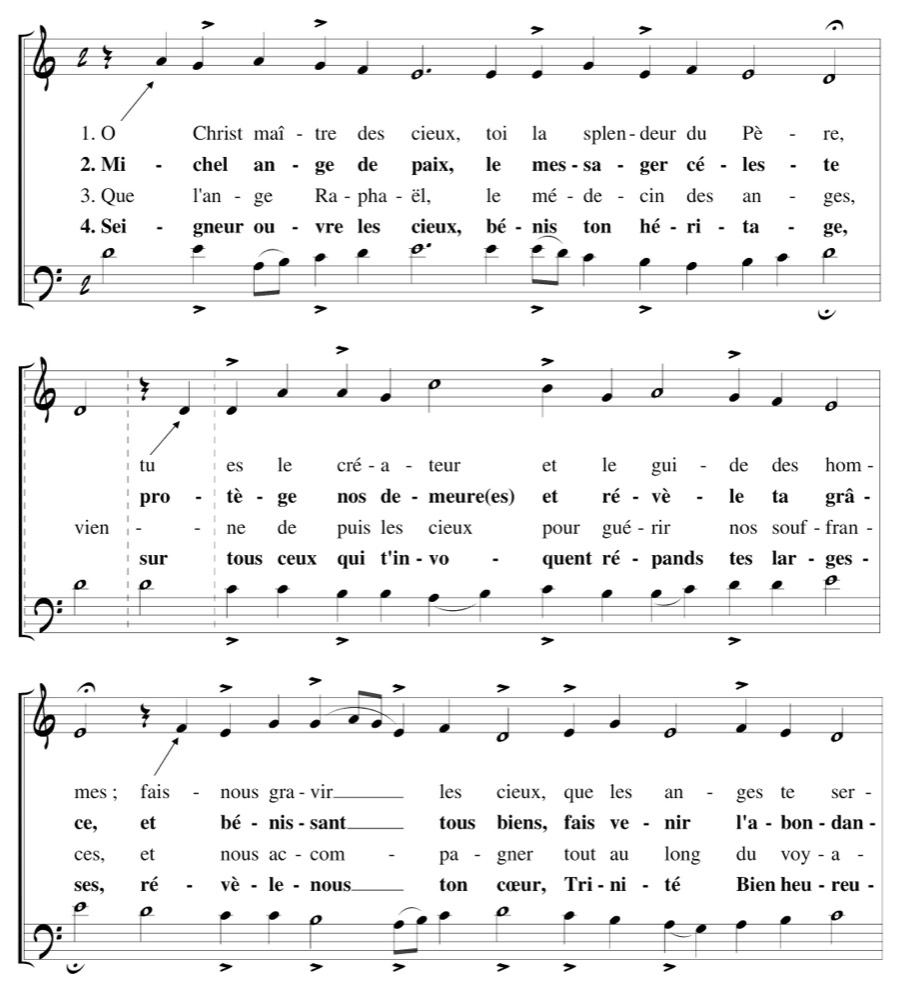 1. O Christ maî - tre des cieux, toi la splen - deur du Pè - re,
2. Mi - chel an - ge de paix, le mes - sa - ger cé - les - te
3. Que l'an - ge Ra - pha - ël, le mé - de - cin des an - ges,
4. Sei - gneur ou - vre les cieux, bé - nis ton hé - ri - ta - ge,
tu es le cré - a - teur et le gui - de des hom -
pro - tè - ge nos de - meure(es) et ré - vè - le ta grâ -
vien - - ne de puis les cieux pour gué - rir nos souf - fran -
sur tous ceux qui t'in - vo - quent ré - pands tes lar - ges -
mes ; fais - nous gra - vir les cieux, que les an - ges te ser -
ce, et bé - nis - sant tous biens, fais ve - nir l'a - bon - dan -
ces, et nous ac - com - pa - gner tout au long du voy - a -
ses, ré - vè - le - nous ton cœur, Tri - ni - té Bien heu - reu -